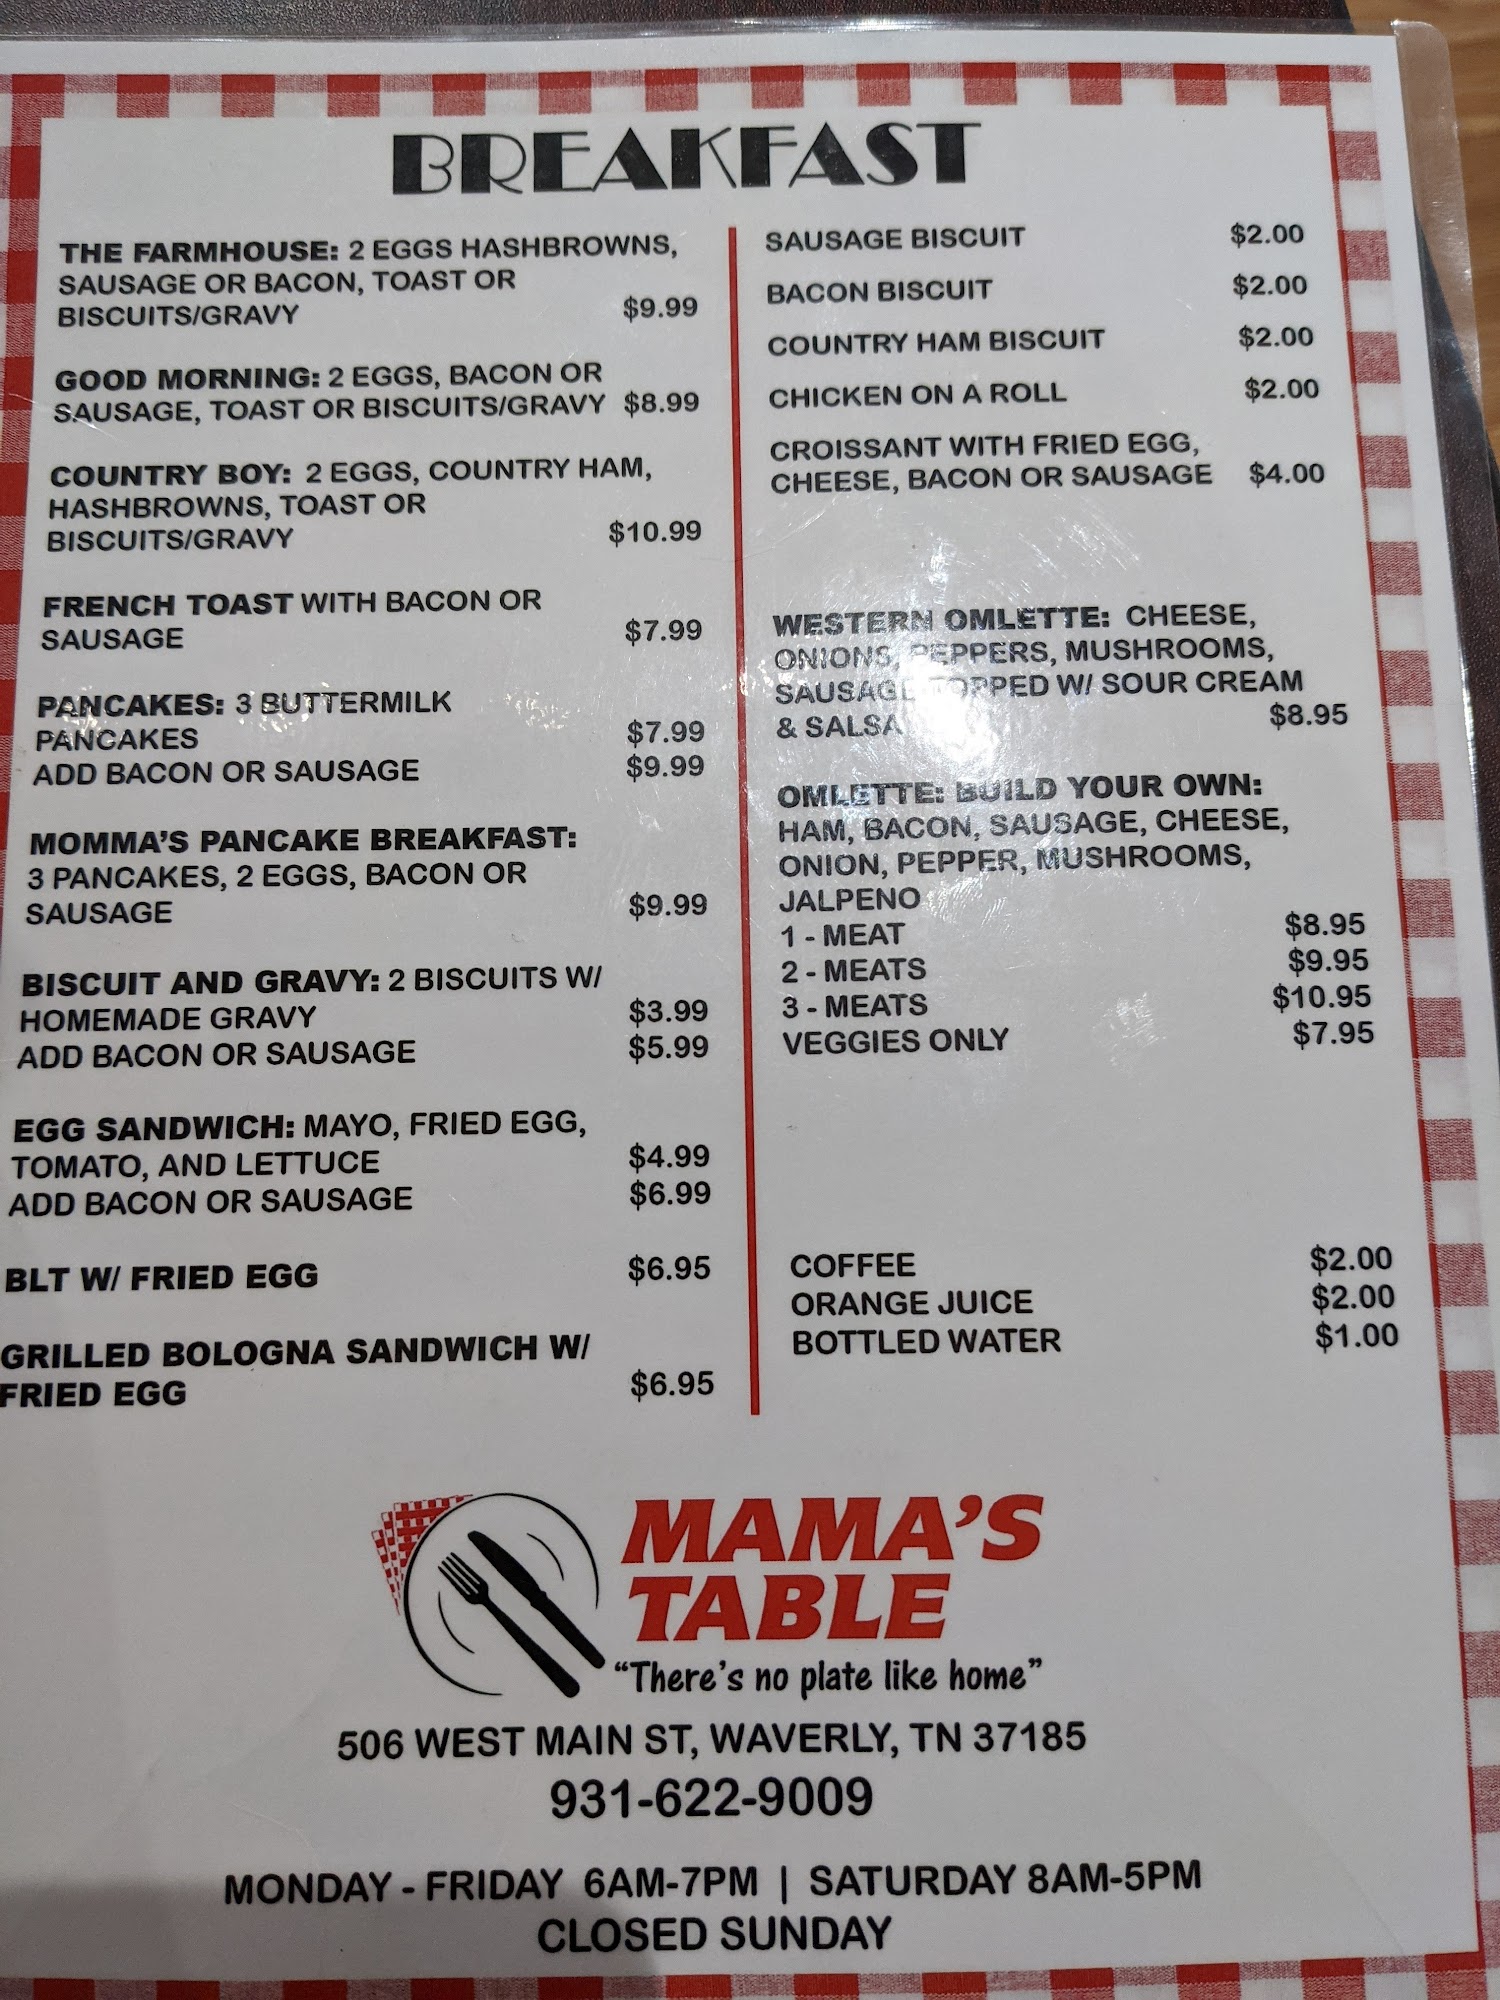 BREAKFAST
THE FARMHOUSE: 2 EGGS HASHBROWNS,
SAUSAGE OR BACON, TOAST OR
BISCUITS/GRAVY $9.99
GOOD MORNING: 2 EGGS, BACON OR
SAUSAGE, TOAST OR BISCUITS/GRAVY $8.99
COUNTRY BOY: 2 EGGS, COUNTRY HAM,
HASHBROWNS, TOAST OR
BISCUITS/GRAVY $10.99
FRENCH TOAST WITH BACON OR
SAUSAGE $7.99
PANCAKES: 3 BUTTERMILK
PANCAKES $7.99
ADD BACON OR SAUSAGE $9.99
MOMMA'S PANCAKE BREAKFAST:
3 PANCAKES, 2 EGGS, BACON OR
SAUSAGE $9.99
BISCUIT AND GRAVY: 2 BISCUITS W/
HOMEMADE GRAVY $3.99
ADD BACON OR SAUSAGE $5.99
EGG SANDWICH: MAYO, FRIED EGG,
TOMATO, AND LETTUCE $4.99
ADD BACON OR SAUSAGE $6.99
BLT W/ FRIED EGG $6.95
GRILLED BOLOGNA SANDWICH W/
FRIED EGG $6.95
SAUSAGE BISCUIT $2.00
BACON BISCUIT $2.00
COUNTRY HAM BISCUIT $2.00
CHICKEN ON A ROLL $2.00
CROISSANT WITH FRIED EGG,
CHEESE, BACON OR SAUSAGE $4.00
WESTERN OMLETTE: CHEESE,
ONIONS, PEPPERS, MUSHROOMS,
SAUSAGE TOPPED W/ SOUR CREAM
& SALSA $8.95
OMLETTE: BUILD YOUR OWN:
HAM, BACON, SAUSAGE, CHEESE,
ONION, PEPPER, MUSHROOMS,
JALPENO
1 - MEAT $8.95
2 - MEATS $9.95
3 - MEATS $10.95
VEGGIES ONLY $7.95
COFFEE $2.00
ORANGE JUICE $2.00
BOTTLED WATER $1.00
MAMA'S
TABLE
"There's no plate like home"
506 WEST MAIN ST, WAVERLY, TN 37185
931-622-9009
MONDAY - FRIDAY 6AM-7PM | SATURDAY 8AM-5PM
CLOSED SUNDAY